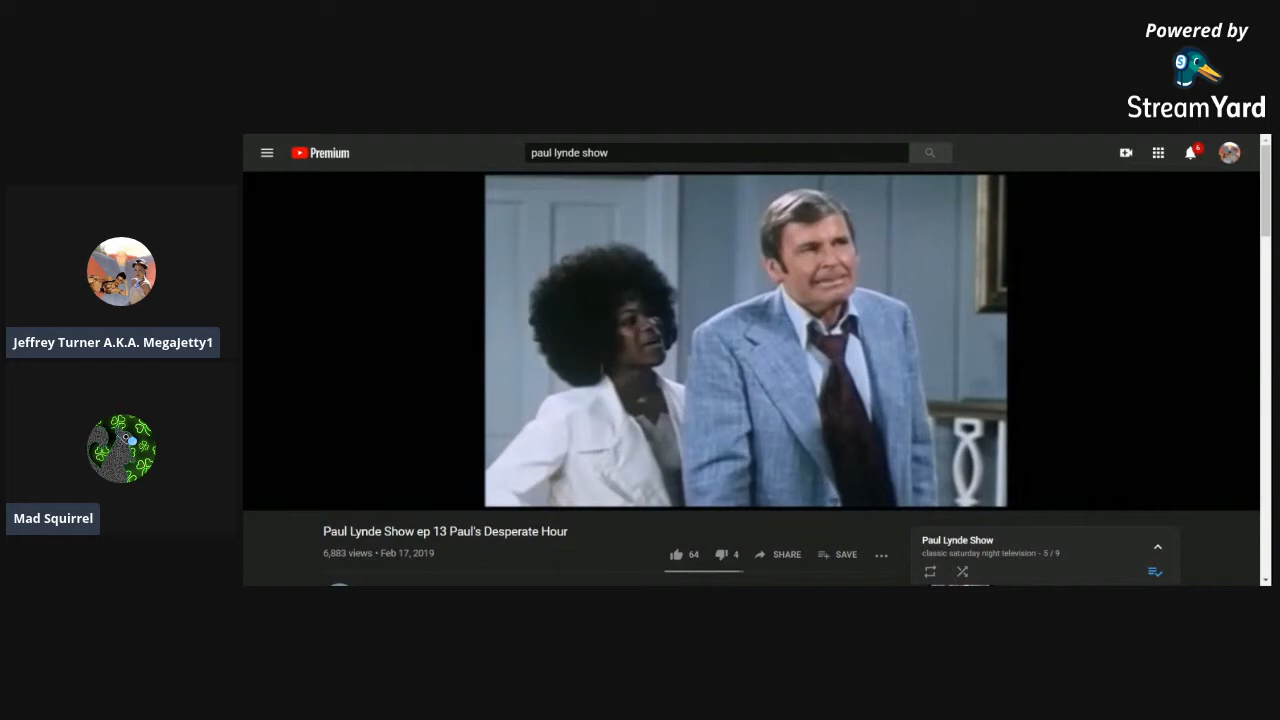 Powered by
StreamYard
Premium
paul lynde show
6
Jeffrey Turner A.K.A. MegaJetty1
Mad Squirrel
Paul Lynde Show ep 13 Paul's Desperate Hour
6,883 views • Feb 17, 2019
64
4
SHARE
SAVE
Paul Lynde Show
classic saturday night television - 5 / 9